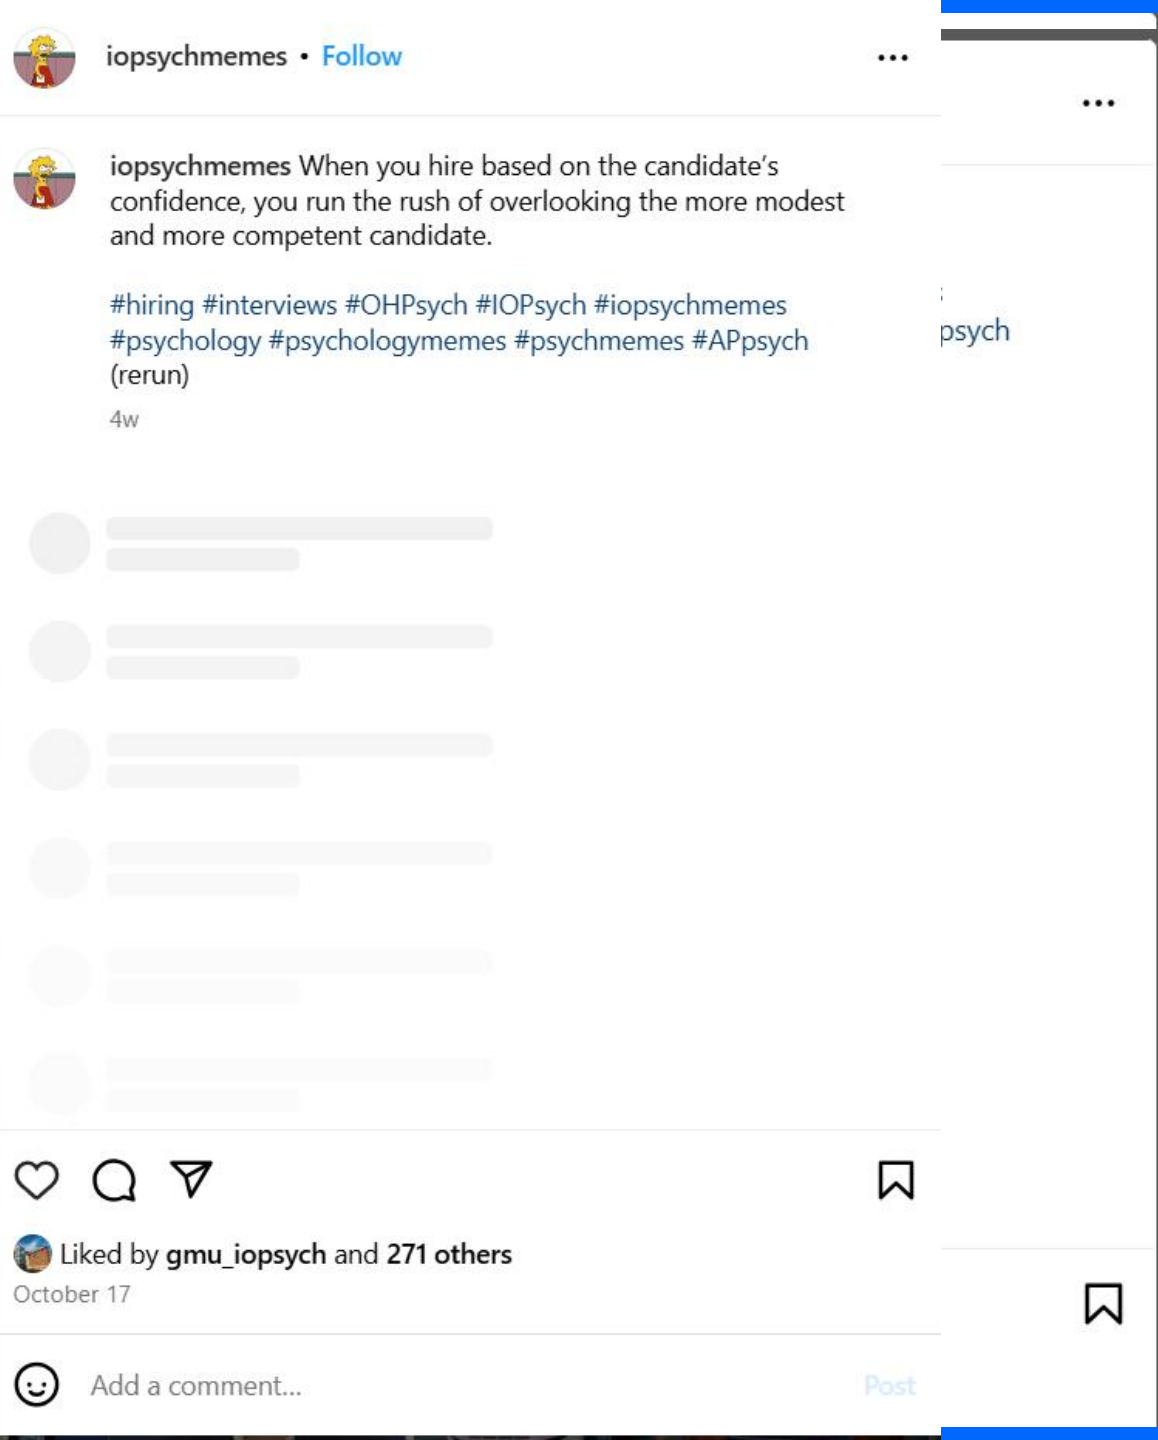 iopsychmemes • Follow
iopsychmemes When you hire based on the candidate's
confidence, you run the rush of overlooking the more modest
and more competent candidate.
#hiring #interviews #OHPsych #IOPsych #iopsychmemes
#psychology #psychologymemes #psychmemes #APpsych
psych
(rerun)
4w
Liked by gmu_iopsych and 271 others
October 17
Add a comment...
Post